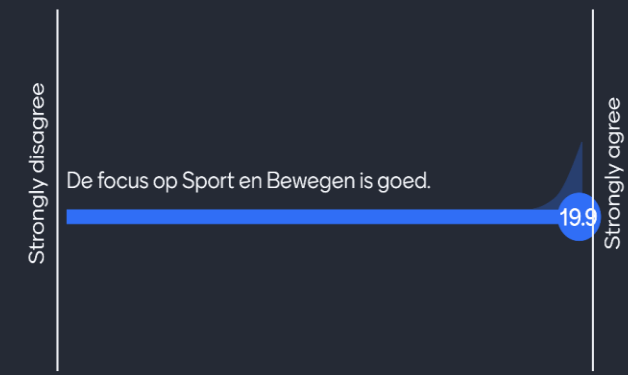 Strongly disagree
De focus op Sport en Bewegen is goed.
19.9
Strongly agree